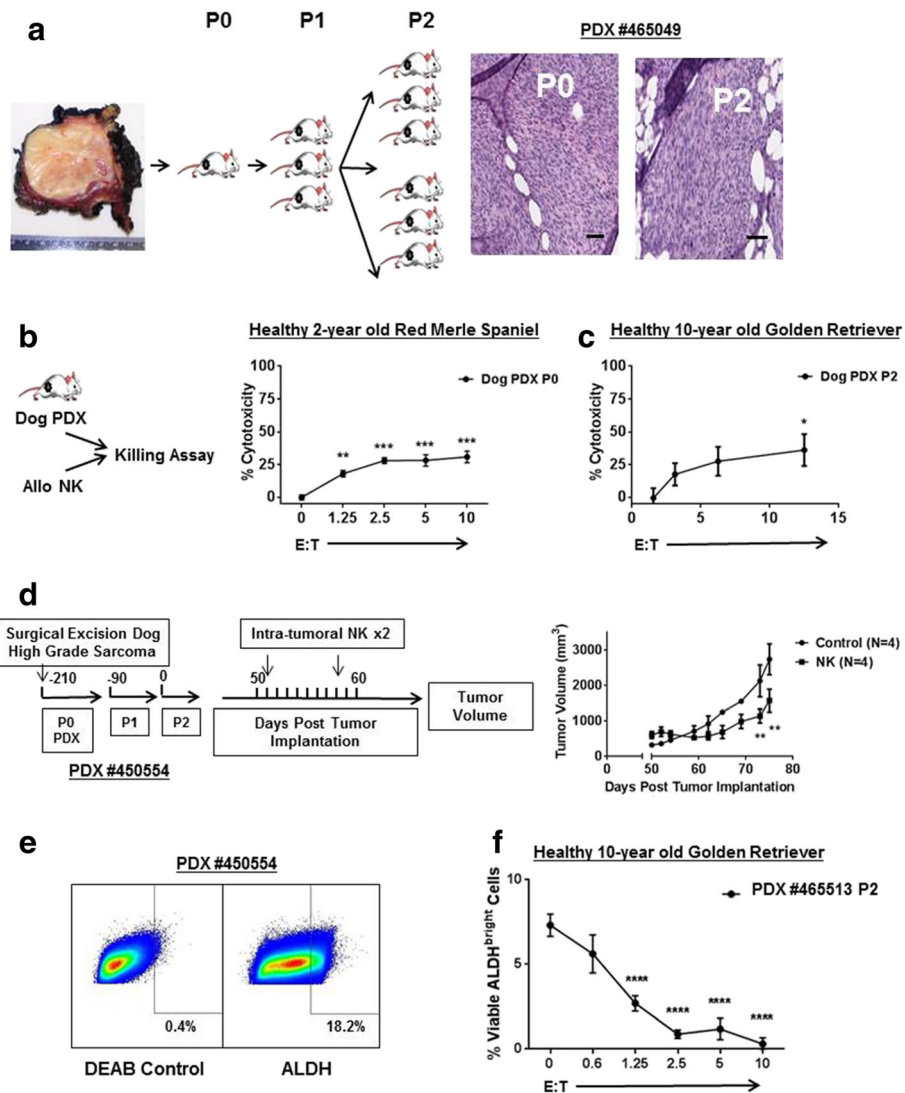 a
P0 P1 P2
PDX #465049
P0
P2
b
Dog PDX
Allo NK
Killing Assay
Healthy 2-year old Red Merle Spaniel
% Cytotoxicity
100
75
50
25
0
Dog PDX P0
**
***
***
***
0 1.25 2.5 5 10
E:T
c
Healthy 10-year old Golden Retriever
% Cytotoxicity
100
75
50
25
0
Dog PDX P2
*
0 5 10 15
E:T
d
Surgical Excision Dog
High Grade Sarcoma
-210 -90 0
P0
PDX
P1
P2
PDX #450554
Intra-tumoral NK x2
50 60
Days Post Tumor
Implantation
Tumor
Volume
Tumor Volume (mm³)
3000
2000
1000
0
Control (N=4)
NK (N=4)
**
**
0 50 60 70 80
Days Post Tumor Implantation
e
PDX #450554
0.4%
18.2%
DEAB Control
ALDH
f
Healthy 10-year old Golden Retriever
% Viable ALDHbright Cells
10
5
0
PDX #465513 P2
****
****
****
****
0 0.6 1.25 2.5 5 10
E:T